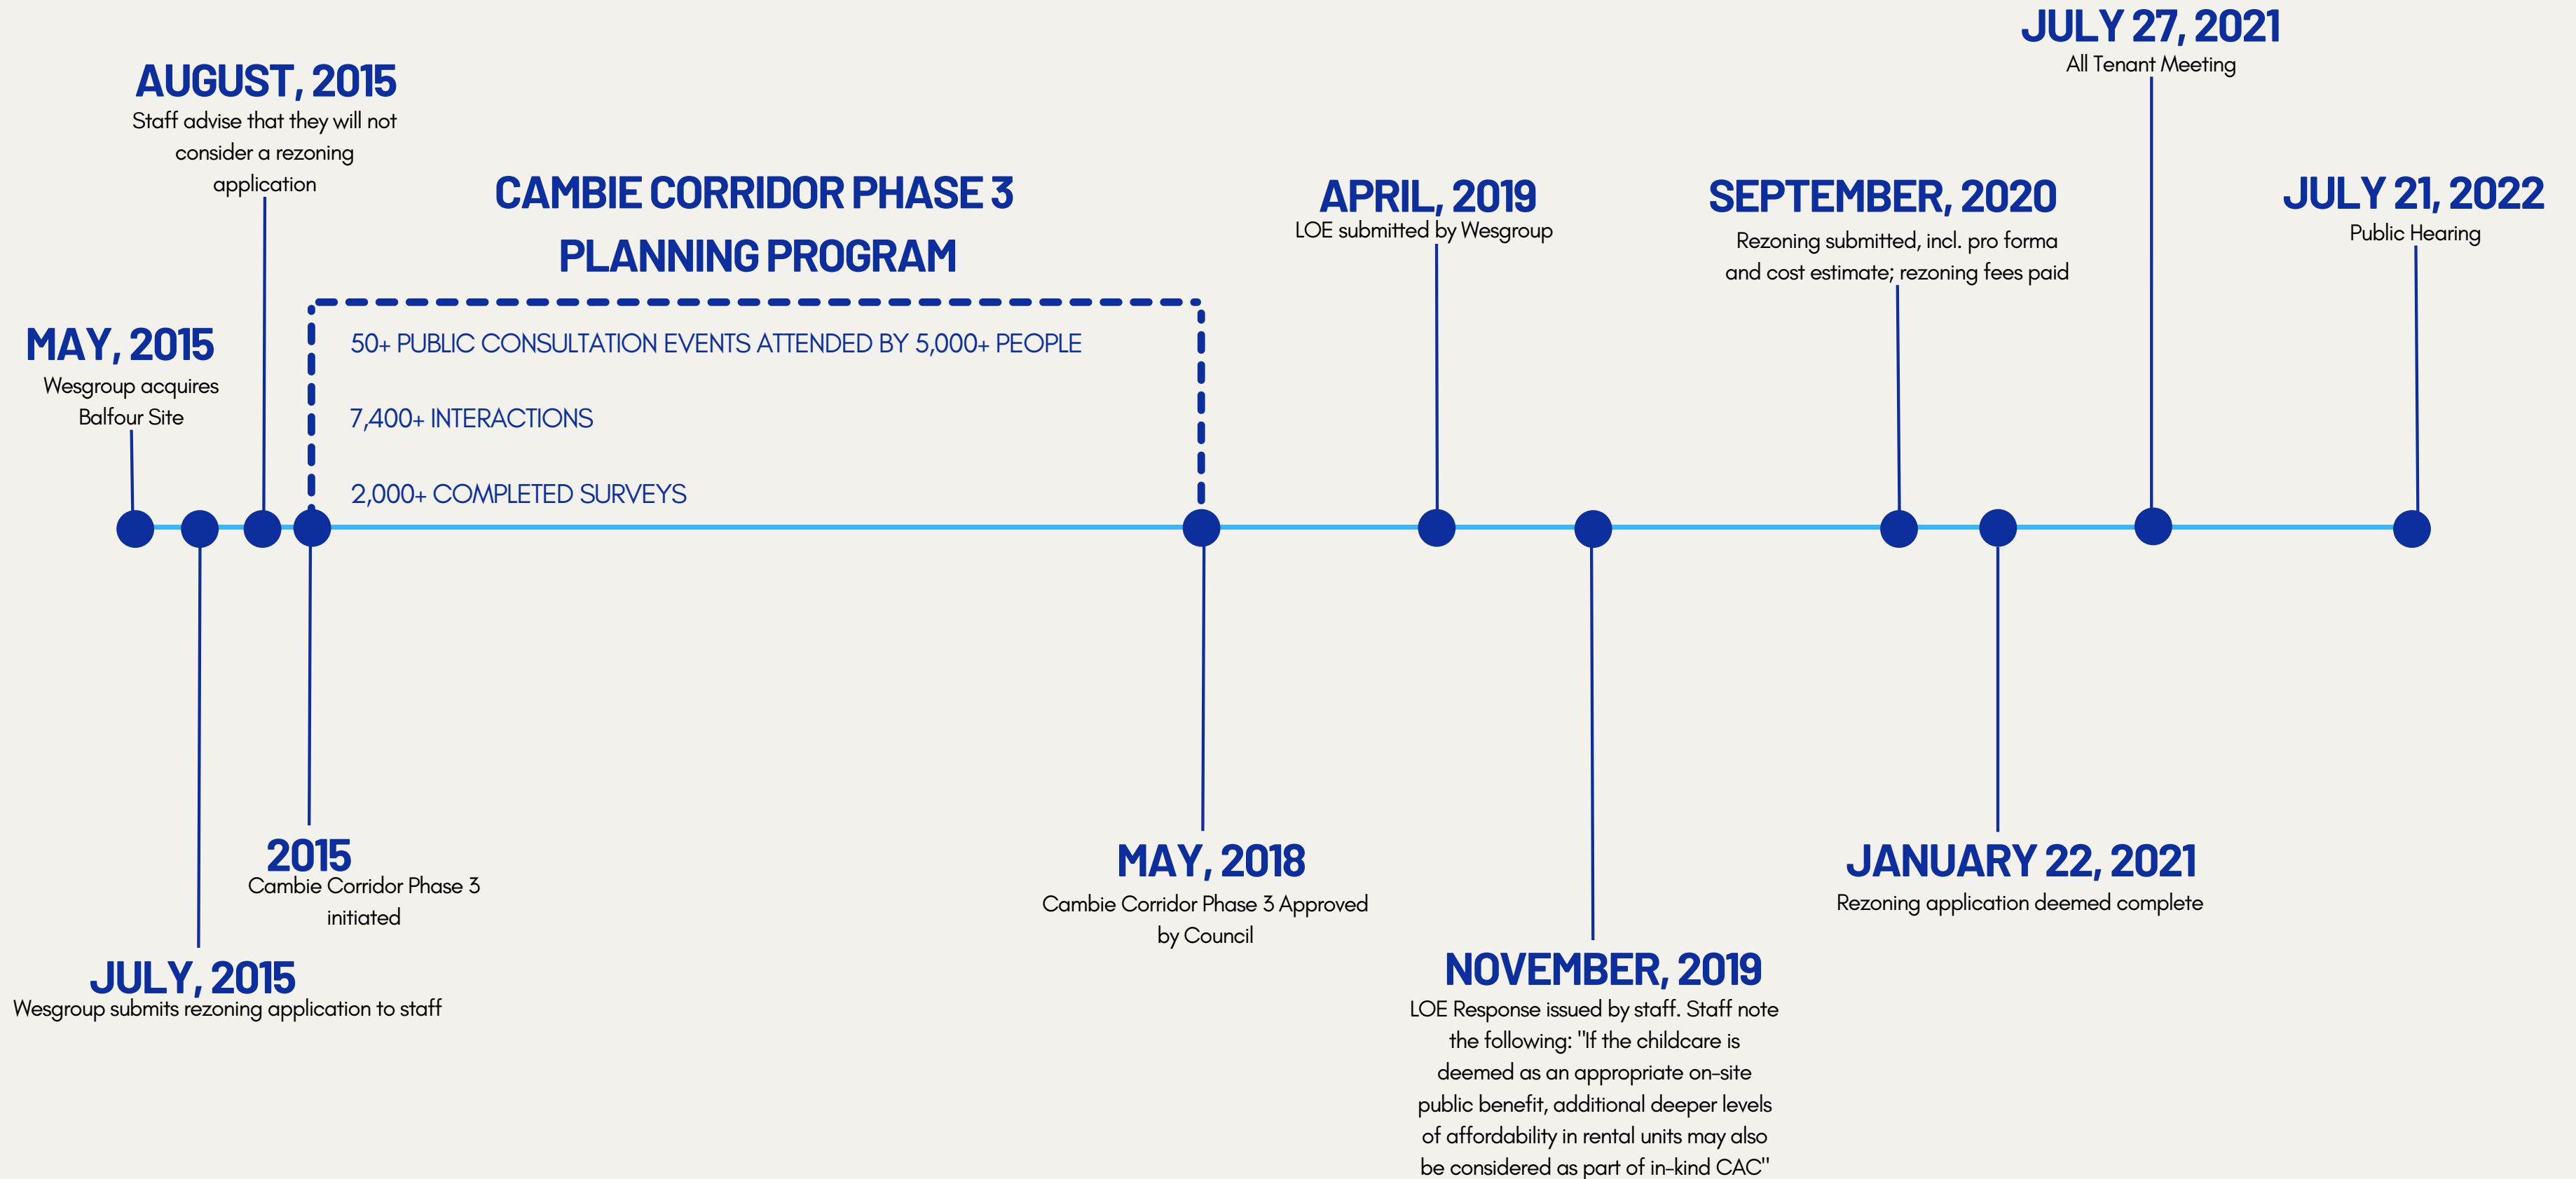 MAY, 2015
Wesgroup acquires
Balfour Site
JULY, 2015
Wesgroup submits rezoning application to staff
AUGUST, 2015
Staff advise that they will not
consider a rezoning
application
2015
Cambie Corridor Phase 3
initiated
CAMBIE CORRIDOR PHASE 3
PLANNING PROGRAM
50+ PUBLIC CONSULTATION EVENTS ATTENDED BY 5,000+ PEOPLE
7,400+ INTERACTIONS
2,000+ COMPLETED SURVEYS
MAY, 2018
Cambie Corridor Phase 3 Approved
by Council
APRIL, 2019
LOE submitted by Wesgroup
NOVEMBER, 2019
LOE Response issued by staff. Staff note
the following: "If the childcare is
deemed as an appropriate on-site
public benefit, additional deeper levels
of affordability in rental units may also
be considered as part of in-kind CAC"
SEPTEMBER, 2020
Rezoning submitted, incl. pro forma
and cost estimate; rezoning fees paid
JANUARY 22, 2021
Rezoning application deemed complete
JULY 27, 2021
All Tenant Meeting
JULY 21, 2022
Public Hearing